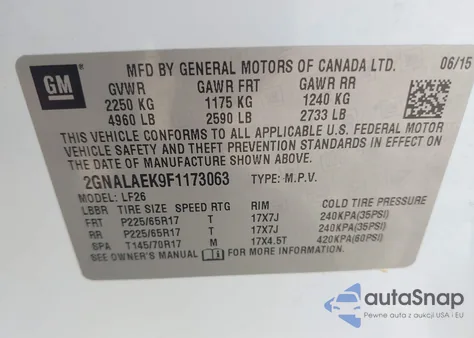 GM
MFD BY GENERAL MOTORS OF CANADA LTD. 06/15
GVWR GAWR FRT GAWR RR
2250 KG 1175 KG 1240 KG
4960 LB 2590 LB 2733 LB
THIS VEHICLE CONFORMS TO ALL APPLICABLE U.S. FEDERAL MOTOR
VEHICLE SAFETY AND THEFT PREVENTION STANDARDS IN EFFECT ON
THE DATE OF MANUFACTURE SHOWN ABOVE.
2GNALAEK9F1173063 TYPE: M.P.V.
MODEL: LF26
LBBR TIRE SIZE SPEED RTG RIM COLD TIRE PRESSURE
FRT P225/65R17 T 17X7J 240KPA(35PSI)
RR P225/65R17 T 17X7J 240KPA(35PSI)
SPA T145/70R17 M 17X4.5T 420KPA(60PSI)
SEE OWNER'S MANUAL FOR MORE INFORMATION
autoSnap
Pewne auta z aukcji USA i EU